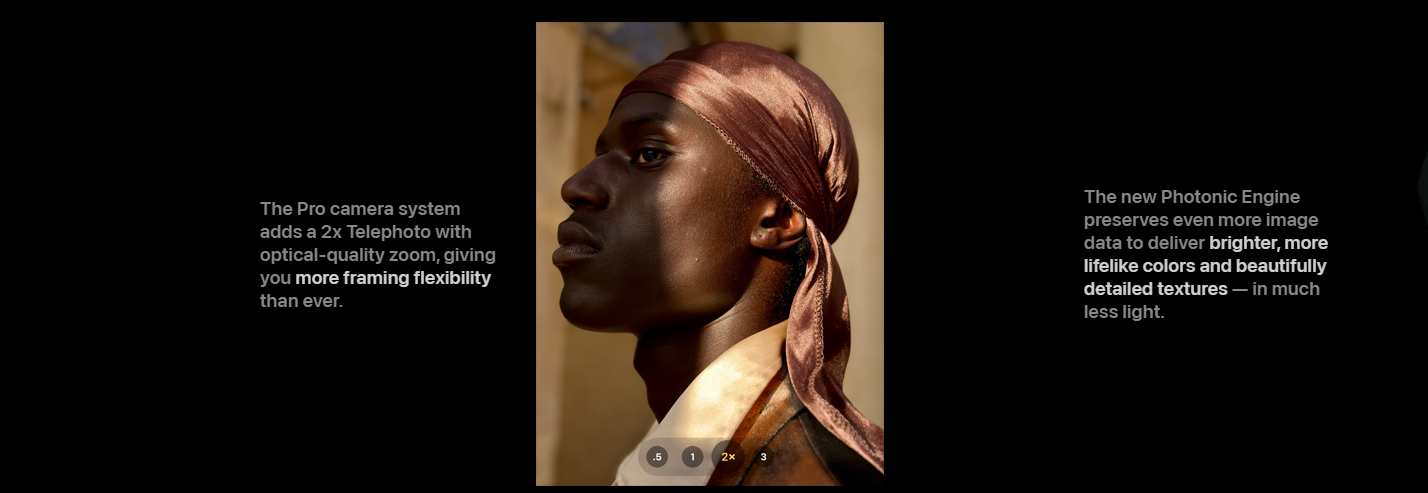 The Pro camera system
adds a 2x Telephoto with
optical-quality zoom, giving
you more framing flexibility
than ever.
.5 1 2× 3
The new Photonic Engine
preserves even more image
data to deliver brighter, more
lifelike colors and beautifully
detailed textures — in much
less light.